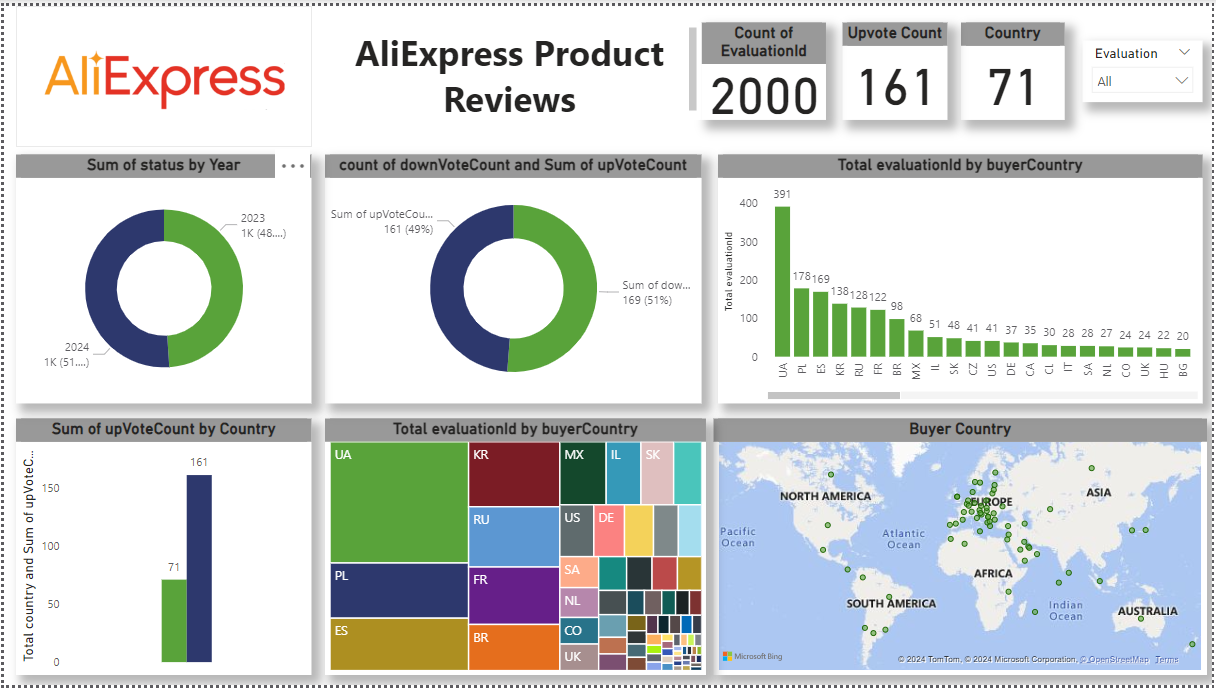 AliExpress
AliExpress Product
Reviews
Count of
EvaluationId
2000
Upvote Count
161
Country
71
Evaluation
All
Sum of status by Year
2023
1K (48....)
2024
1K (51....)
count of downVoteCount and Sum of upVoteCount
Sum of upVoteCou...
161 (49%)
Sum of dow...
169 (51%)
Total evaluationId by buyerCountry
Total evaluationId
400
300
200
100
0
391
178
169
138
128
122
98
68
51
48
41
41
37
35
30
28
28
27
24
24
22
20
UA
PL
ES
KR
RU
FR
BR
MX
IL
SK
CZ
US
DE
CA
CL
IT
SA
NL
CO
UK
HU
BG
Sum of upVoteCount by Country
Total country and Sum of upVoteC...
150
100
50
0
71
161
Total evaluationId by buyerCountry
UA
PL
ES
KR
RU
FR
BR
MX
IL
SK
US
DE
SA
NL
CO
UK
Buyer Country
NORTH AMERICA
EUROPE
ASIA
Pacific
Ocean
Atlantic
Ocean
AFRICA
SOUTH AMERICA
Indian
Ocean
AUSTRALIA
Microsoft Bing
© 2024 TomTom, © 2024 Microsoft Corporation, © OpenStreetMap Terms